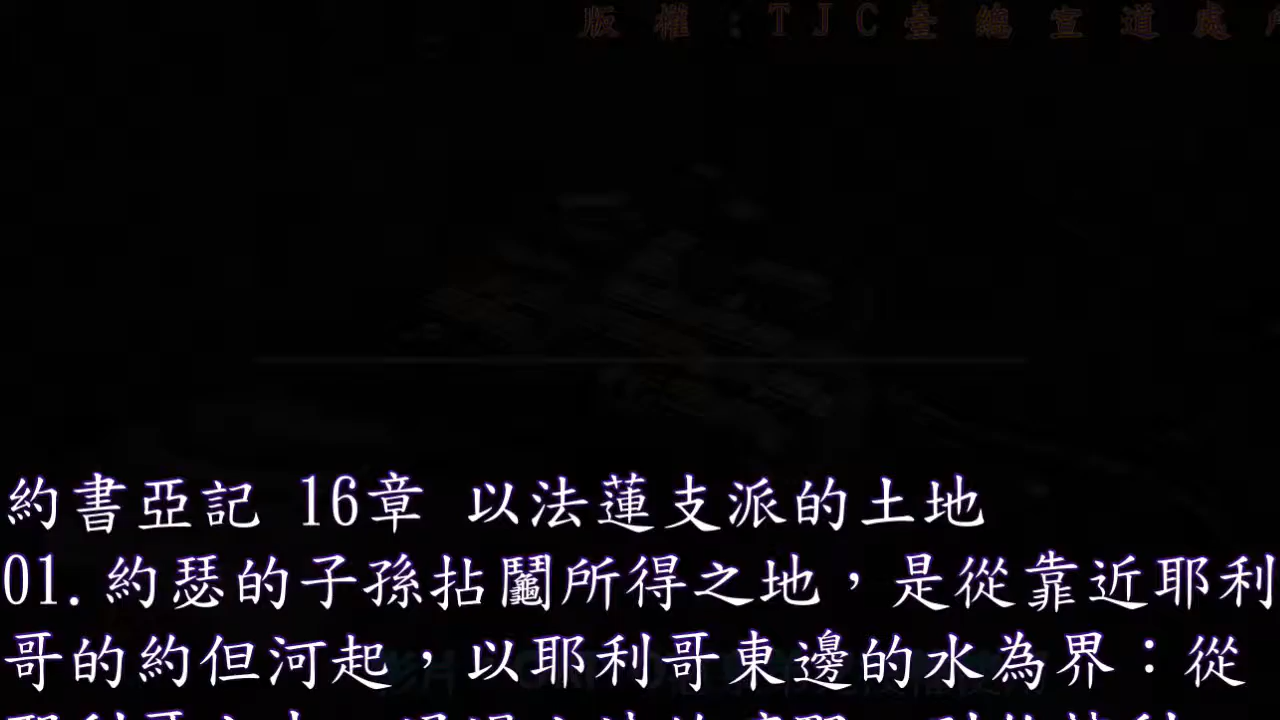 版權:TJC臺總宣道處
約書亞記 16章 以法蓮支派的土地
01.約瑟的子孫拈鬮所得之地，是從靠近耶利
哥的約但河起，以耶利哥東邊的水為界：從